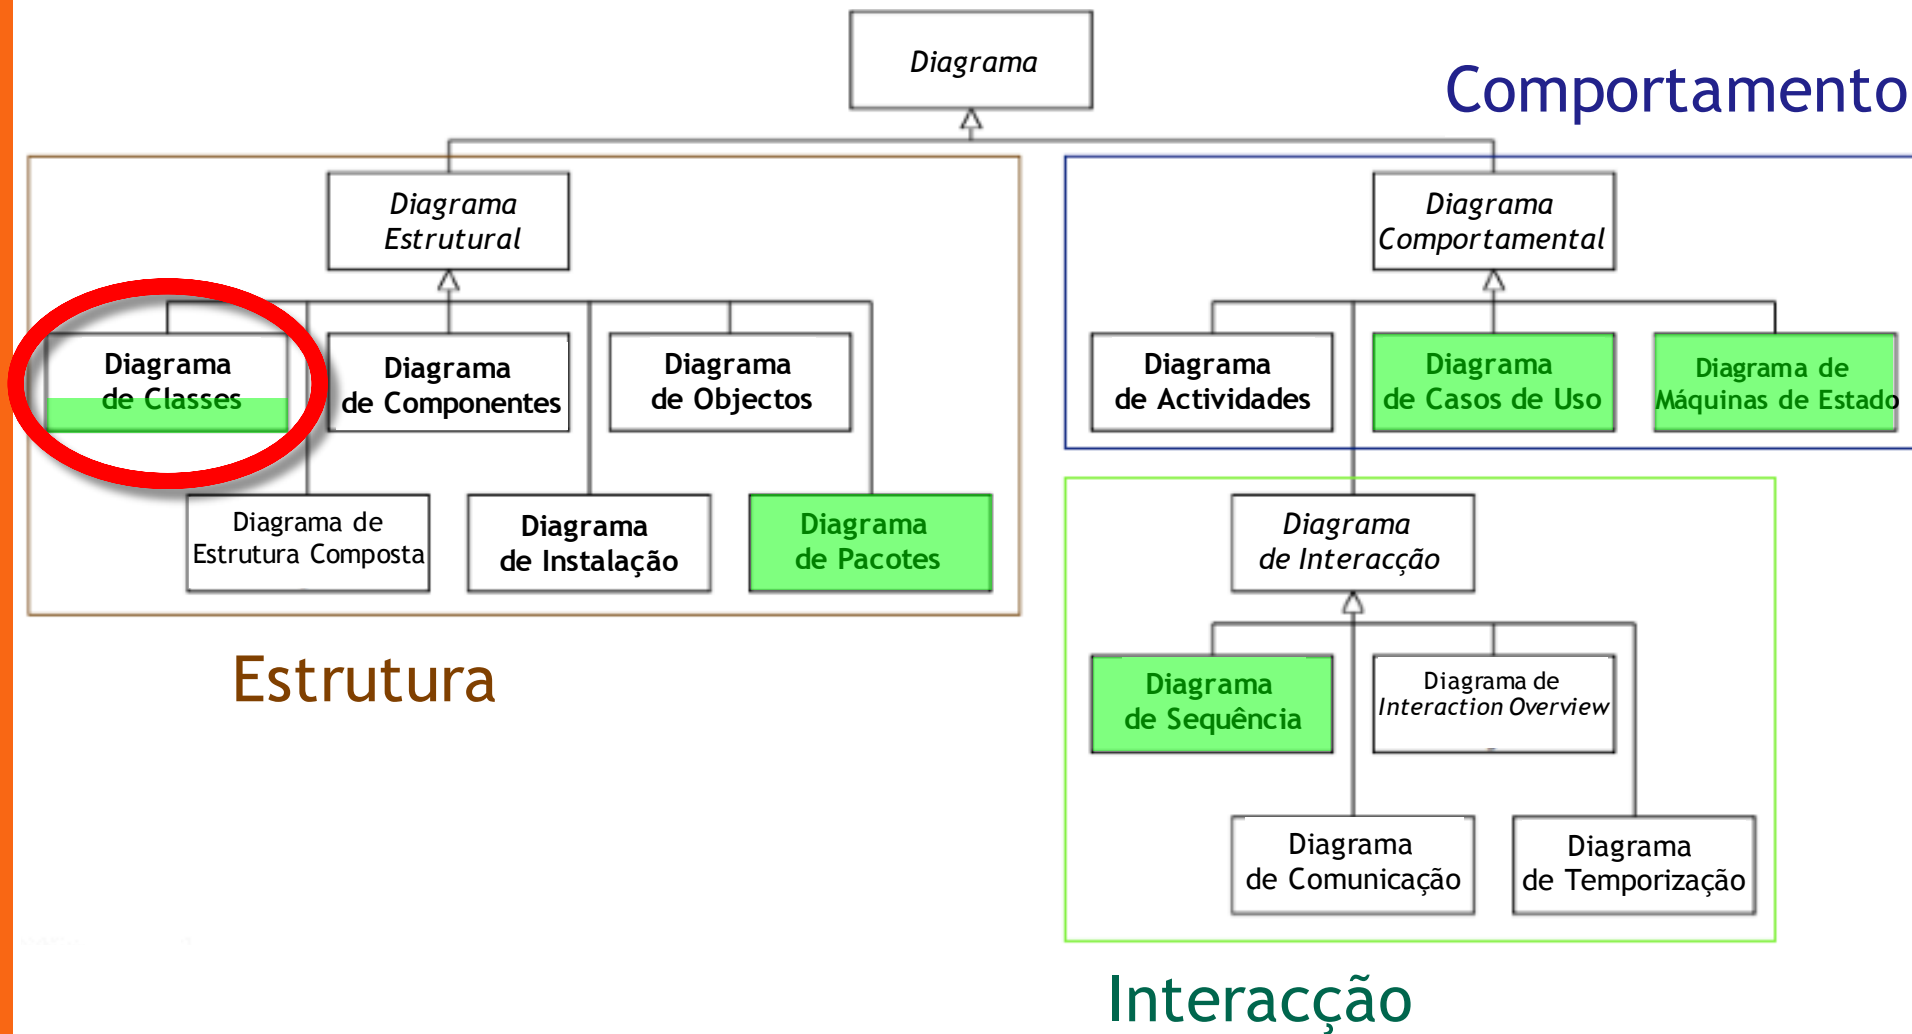 Diagrama
Comportamento
Diagrama
Estrutural
Diagrama
Comportamental
Diagrama
de Classes
Diagrama
de Componentes
Diagrama
de Objectos
Diagrama
de Actividades
Diagrama
de Casos de Uso
Diagrama de
Máquinas de Estado
Diagrama de
Estrutura Composta
Diagrama
de Instalação
Diagrama
de Pacotes
Diagrama
de Interacção
Estrutura
Diagrama
de Sequência
Diagrama de
Interaction Overview
Diagrama
de Comunicação
Diagrama
de Temporização
Interacção